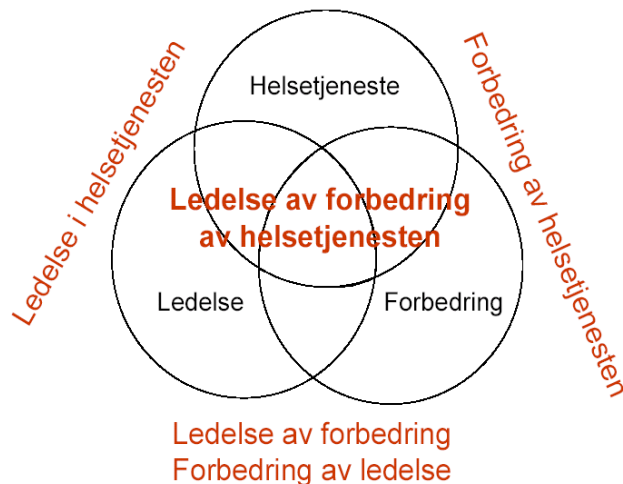 Helsetjeneste
Ledelse i helsetjenesten
Forbedring av helsetjenesten
Ledelse av forbedring
av helsetjenesten
Ledelse
Forbedring
Ledelse av forbedring
Forbedring av ledelse